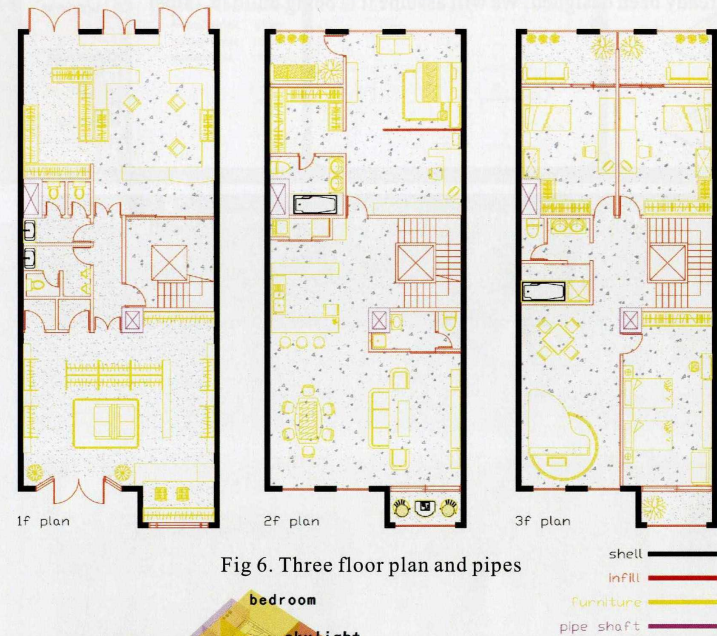 1f plan
2f plan
3f plan
Fig 6. Three floor plan and pipes
shell
infill
furniture
pipe shaft
bedroom
skylight